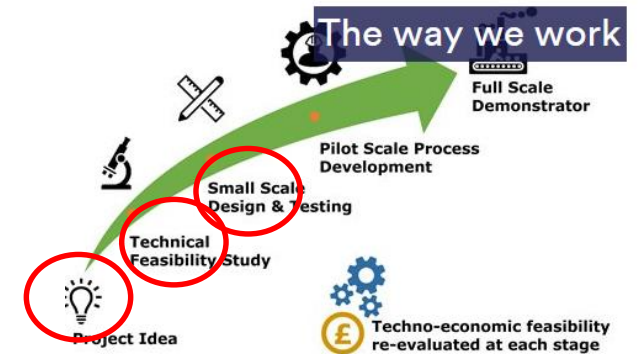 The way we work
Full Scale
Demonstrator
Pilot Scale Process
Development
Small Scale
Design & Testing
Technical
Feasibility Study
Project Idea
£
Techno-economic feasibility
re-evaluated at each stage